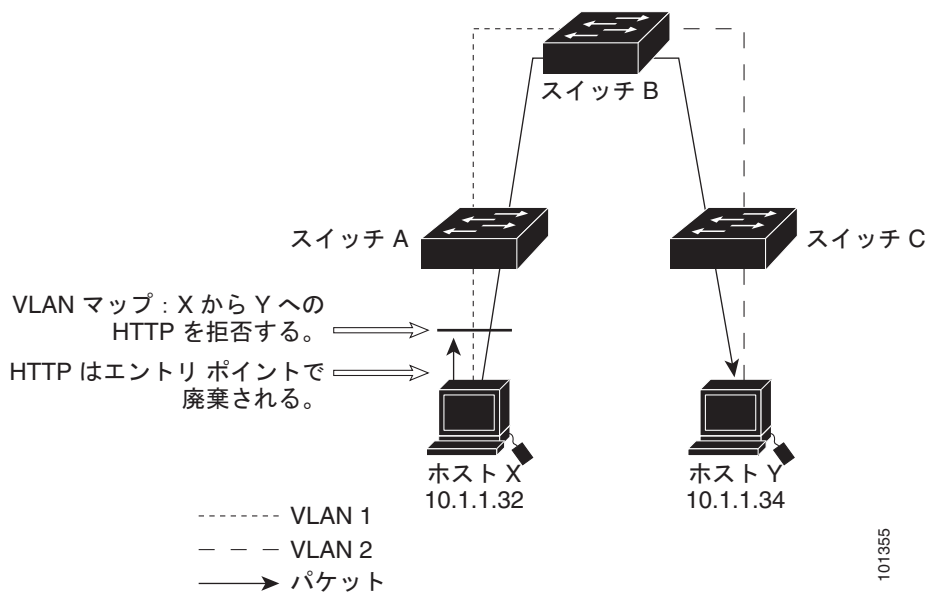 スイッチ B
スイッチ A
スイッチ C
VLAN マップ：X から Y への
HTTP を拒否する。
HTTP はエントリ ポイントで
廃棄される。
ホスト X
10.1.1.32
ホスト Y
10.1.1.34
VLAN 1
VLAN 2
パケット
101355